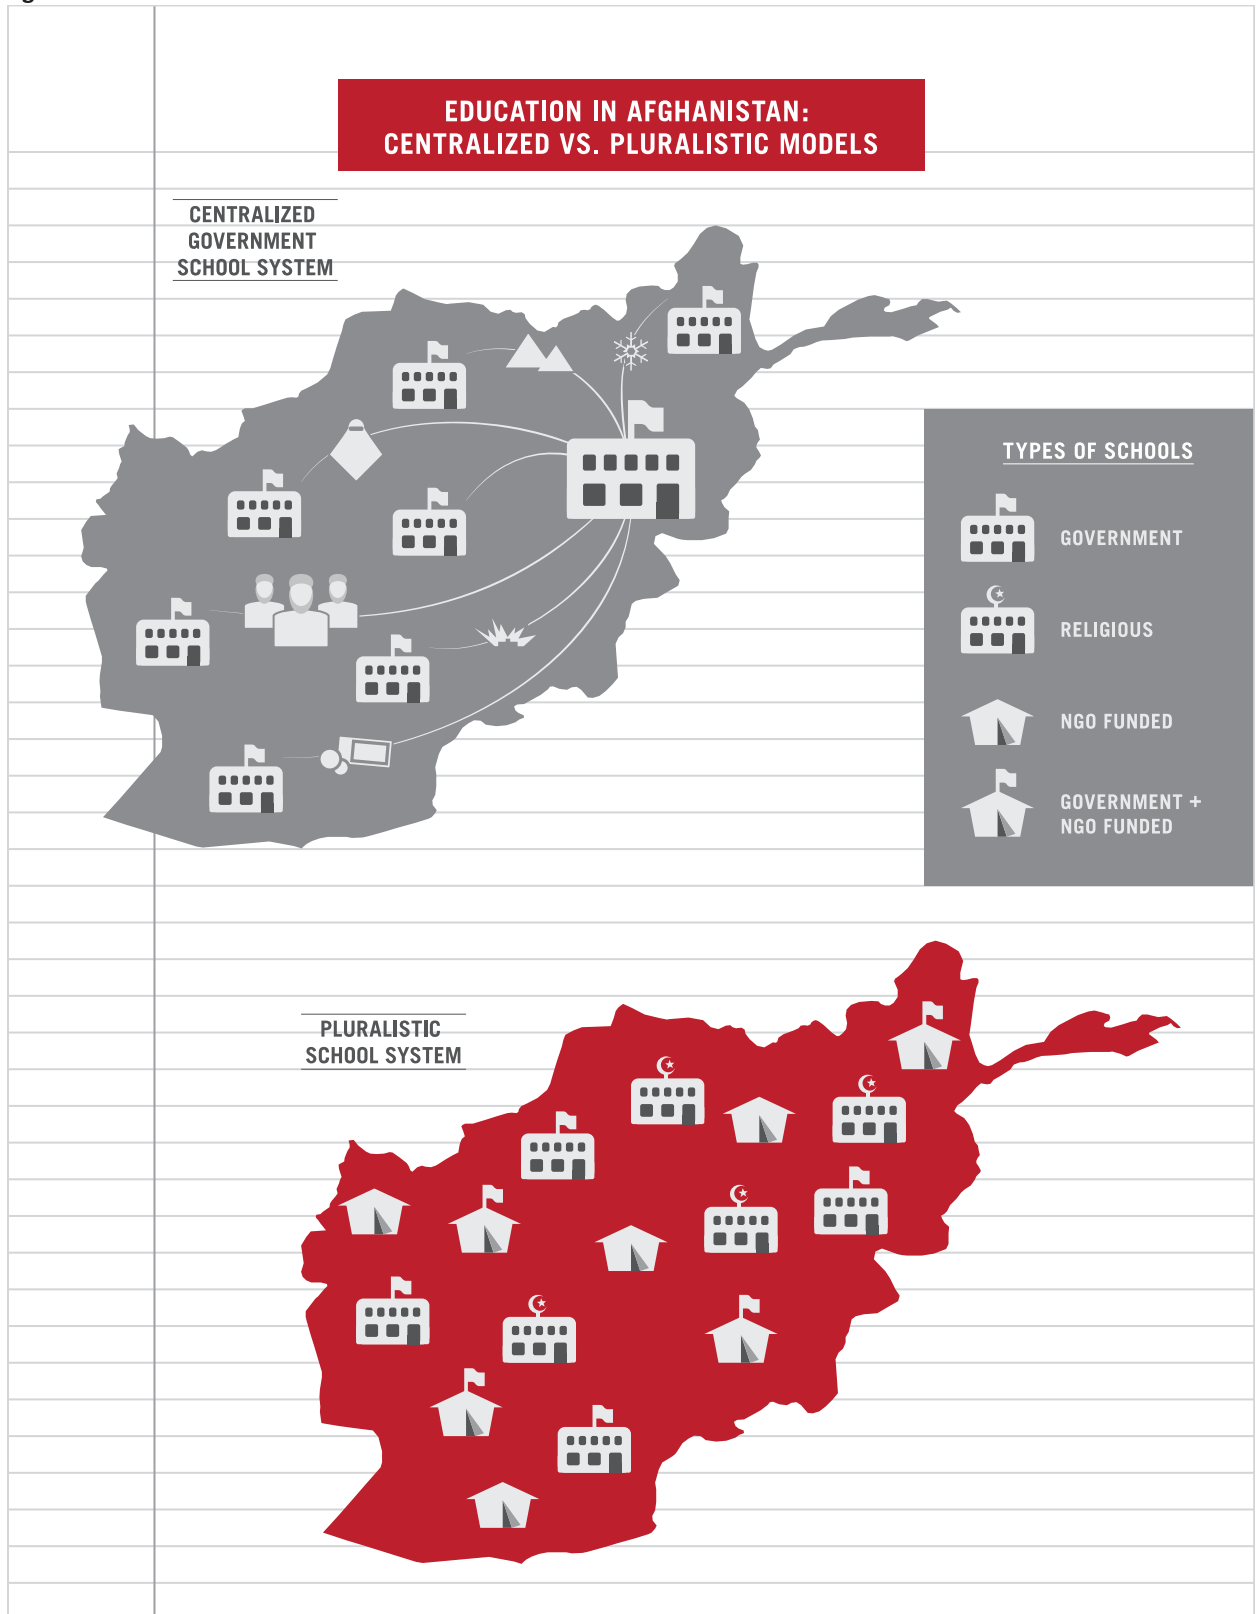 EDUCATION IN AFGHANISTAN:
CENTRALIZED VS. PLURALISTIC MODELS
CENTRALIZED
GOVERNMENT
SCHOOL SYSTEM
TYPES OF SCHOOLS
GOVERNMENT
RELIGIOUS
NGO FUNDED
GOVERNMENT +
NGO FUNDED
PLURALISTIC
SCHOOL SYSTEM